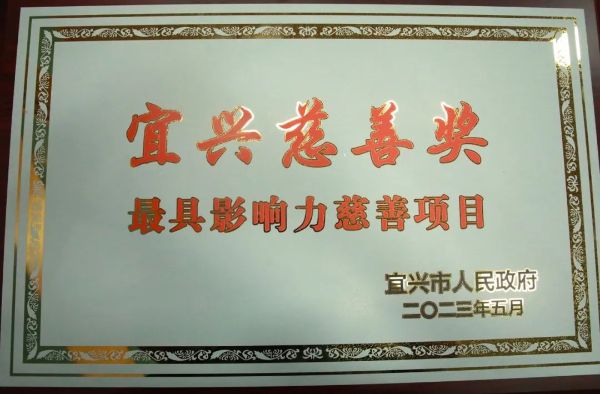 宜兴慈善奖
最具影响力慈善项目
宜兴市人民政府
二〇二三年五月